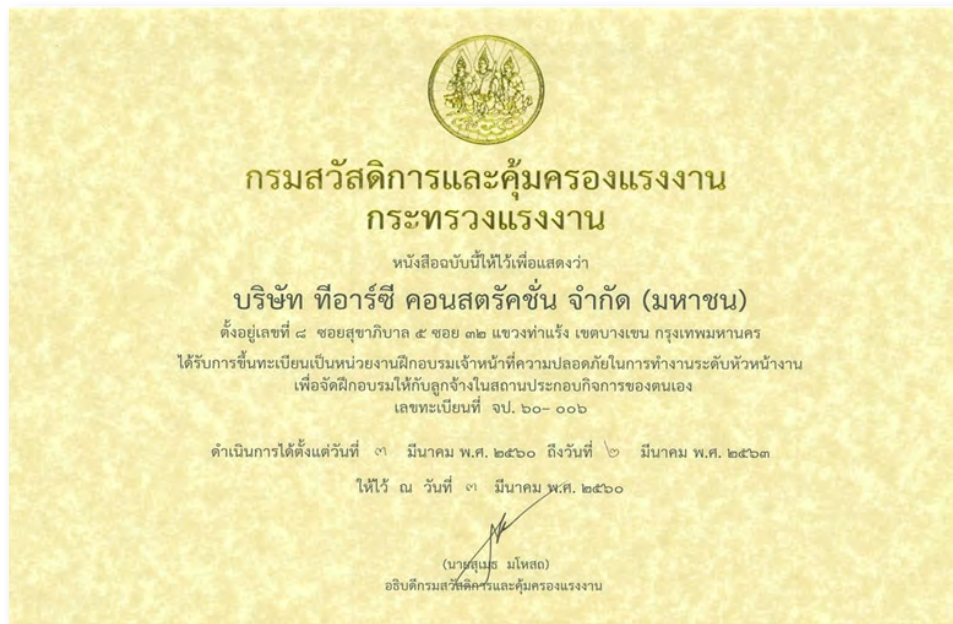 กรมสวัสดิการและคุ้มครองแรงงาน
กระทรวงแรงงาน
หนังสือฉบับนี้ให้ไว้เพื่อแสดงว่า
บริษัท ทีอาร์ซี คอนสตรัคชั่น จำกัด (มหาชน)
ตั้งอยู่เลขที่ ๘ ซอยสุขาภิบาล ๕ ซอย ๓๒ แขวงท่าแร้ง เขตบางเขน กรุงเทพมหานคร
ได้รับการขึ้นทะเบียนเป็นหน่วยงานฝึกอบรมเจ้าหน้าที่ความปลอดภัยในการทำงานระดับหัวหน้างาน
เพื่อจัดฝึกอบรมให้กับลูกจ้างในสถานประกอบกิจการของตนเอง
เลขทะเบียนที่ จป. ๖๐- ๐๐๖
ดำเนินการได้ตั้งแต่วันที่ ๓ มีนาคม พ.ศ. ๒๕๖๐ ถึงวันที่ ๒ มีนาคม พ.ศ. ๒๕๖๓
ให้ไว้ ณ วันที่ ๓ มีนาคม พ.ศ. ๒๕๖๐
(นายสุเมธ มโหสถ)
อธิบดีกรมสวัสดิการและคุ้มครองแรงงาน